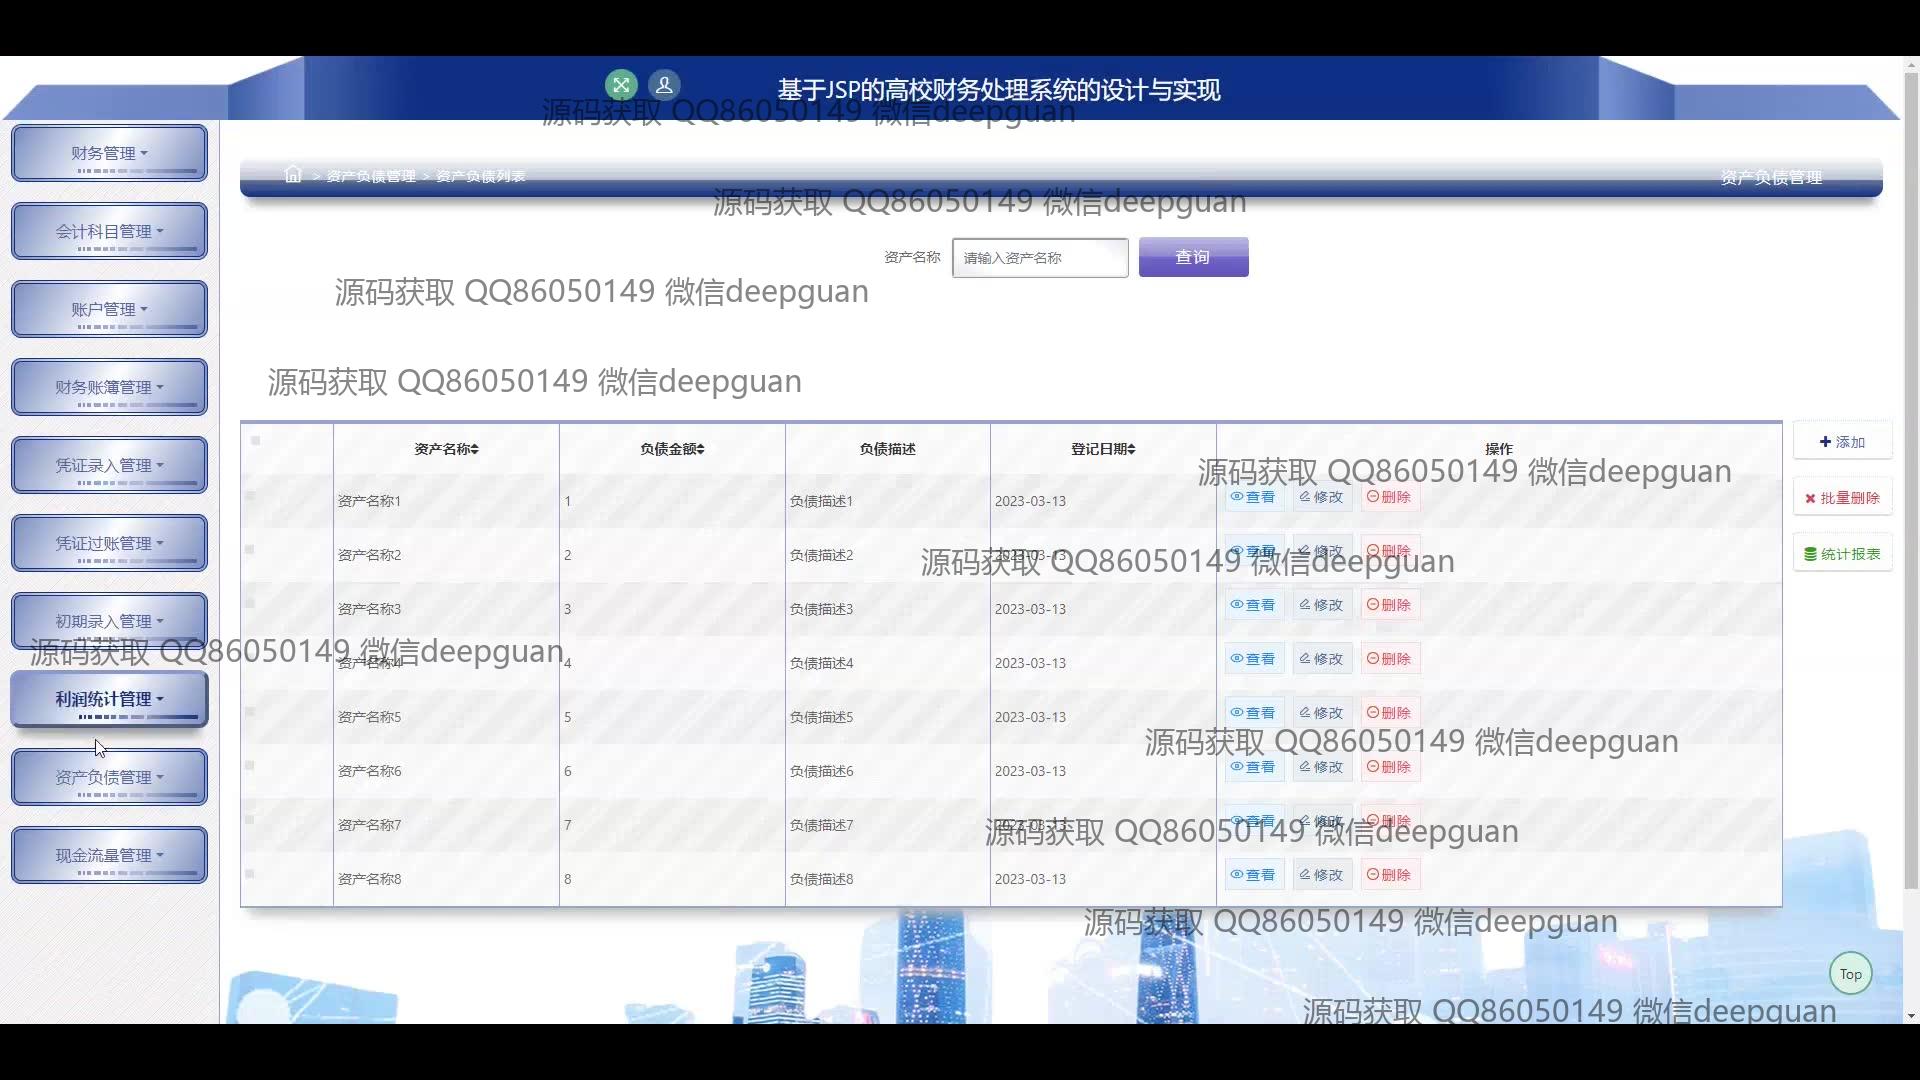 基于JSP的高校财务处理系统的设计与实现
源码获取 QQ86050149 微信deepguan
财务管理
> 资产负债管理 > 资产负债列表
资产负债管理
源码获取 QQ86050149 微信deepguan
会计科目管理
资产名称 请输入资产名称 查询
源码获取 QQ86050149 微信deepguan
账户管理
财务账簿管理
源码获取 QQ86050149 微信deepguan
资产名称 负债金额 负债描述 登记日期 操作
添加
凭证录入管理
源码获取 QQ86050149 微信deepguan
资产名称1 1 负债描述1 2023-03-13 查看 修改 删除
批量删除
凭证过账管理
资产名称2 2 负债描述2 2023-03-13 查看 修改 删除
统计报表
源码获取 QQ86050149 微信deepguan
资产名称3 3 负债描述3 2023-03-13 查看 修改 删除
初期录入管理
源码获取 QQ86050149 微信deepguan
资产名称4 4 负债描述4 2023-03-13 查看 修改 删除
利润统计管理
资产名称5 5 负债描述5 2023-03-13 查看 修改 删除
源码获取 QQ86050149 微信deepguan
资产负债管理
资产名称6 6 负债描述6 2023-03-13 查看 修改 删除
资产名称7 7 负债描述7 2023-03-13 查看 修改 删除
源码获取 QQ86050149 微信deepguan
现金流量管理
资产名称8 8 负债描述8 2023-03-13 查看 修改 删除
源码获取 QQ86050149 微信deepguan
Top
源码获取 QQ86050149 微信deepguan